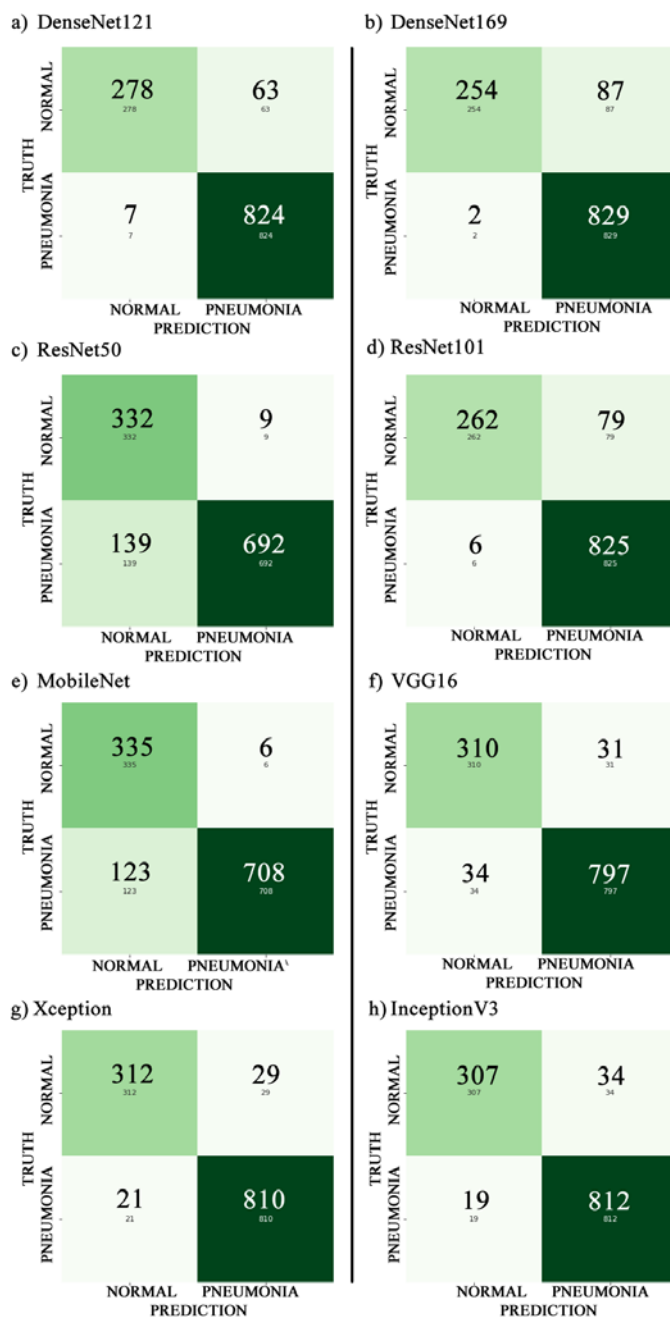 a) DenseNet121
NORMAL
278
278
63
63
TRUTH
PNEUMONIA
7
7
824
824
NORMAL PNEUMONIA
PREDICTION
b) DenseNet169
NORMAL
254
254
87
87
TRUTH
PNEUMONIA
2
2
829
829
NORMAL PNEUMONIA
PREDICTION
c) ResNet50
NORMAL
332
332
9
9
TRUTH
PNEUMONIA
139
139
692
692
NORMAL PNEUMONIA
PREDICTION
d) ResNet101
NORMAL
262
262
79
79
TRUTH
PNEUMONIA
6
6
825
825
NORMAL PNEUMONIA
PREDICTION
e) MobileNet
NORMAL
335
335
6
6
TRUTH
PNEUMONIA
123
123
708
708
NORMAL PNEUMONIA
PREDICTION
f) VGG16
NORMAL
310
310
31
31
TRUTH
PNEUMONIA
34
34
797
797
NORMAL PNEUMONIA
PREDICTION
g) Xception
NORMAL
312
312
29
29
TRUTH
PNEUMONIA
21
21
810
810
NORMAL PNEUMONIA
PREDICTION
h) InceptionV3
NORMAL
307
307
34
34
TRUTH
PNEUMONIA
19
19
812
812
NORMAL PNEUMONIA
PREDICTION